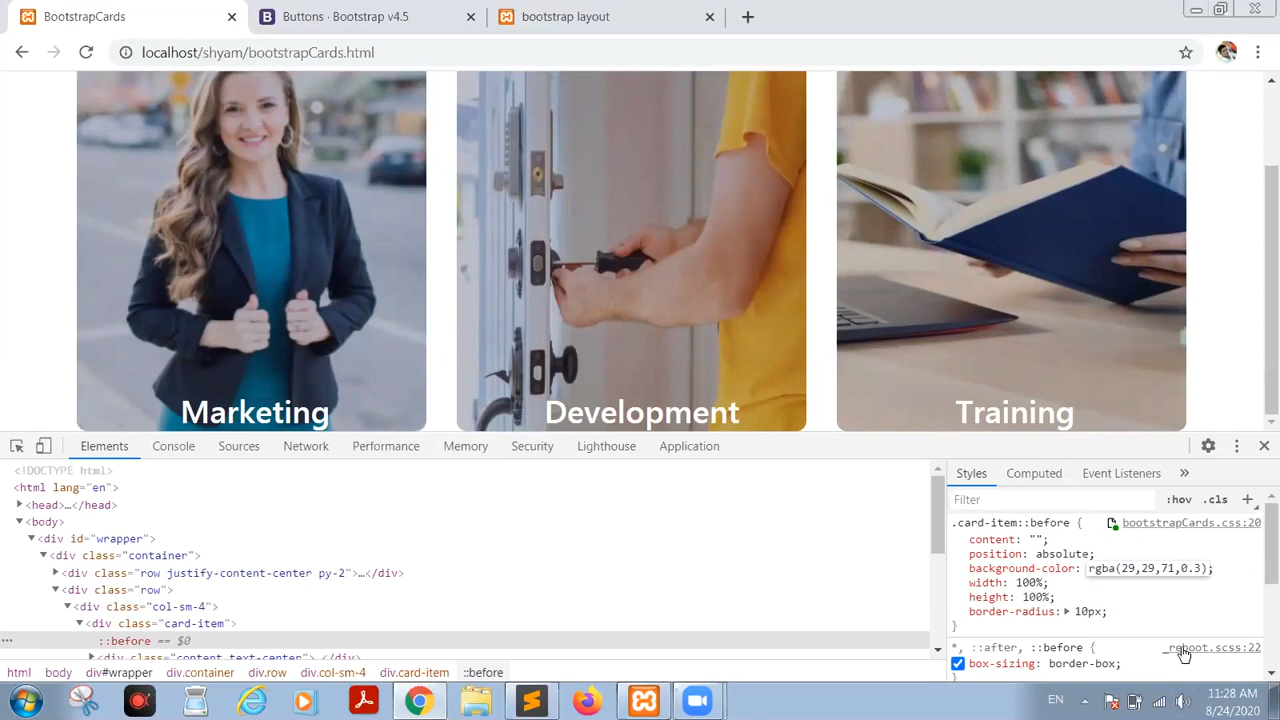 BootstrapCards
Buttons · Bootstrap v4.5
bootstrap layout
localhost/shyam/bootstrapCards.html
Marketing
Development
Training
Elements Console Sources Network Performance Memory Security Lighthouse Application
<!DOCTYPE html>
<html lang="en">
<head>…</head>
<body>
<div id="wrapper">
<div class="container">
<div class="row justify-content-center py-2">…</div>
<div class="row">
<div class="col-sm-4">
<div class="card-item">
… ::before == $0
<div class="content text-center">…</div>
html body div#wrapper div.container div.row div.col-sm-4 div.card-item ::before
Styles Computed Event Listeners »
Filter :hov .cls +
.card-item::before { bootstrapCards.css:20
content: "";
position: absolute;
background-color: rgba(29,29,71,0.3);
width: 100%;
height: 100%;
border-radius: 10px;
}
*, ::after, ::before { _reboot.scss:22
box-sizing: border-box;
}
EN
11:28 AM
8/24/2020